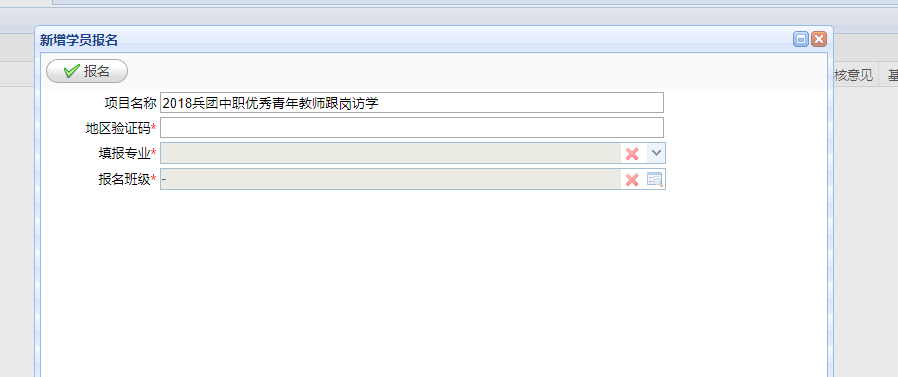 新增学员报名
报名
核意见
基
项目名称 2018兵团中职优秀青年教师跟岗访学
地区验证码*
填报专业*
报名班级* -